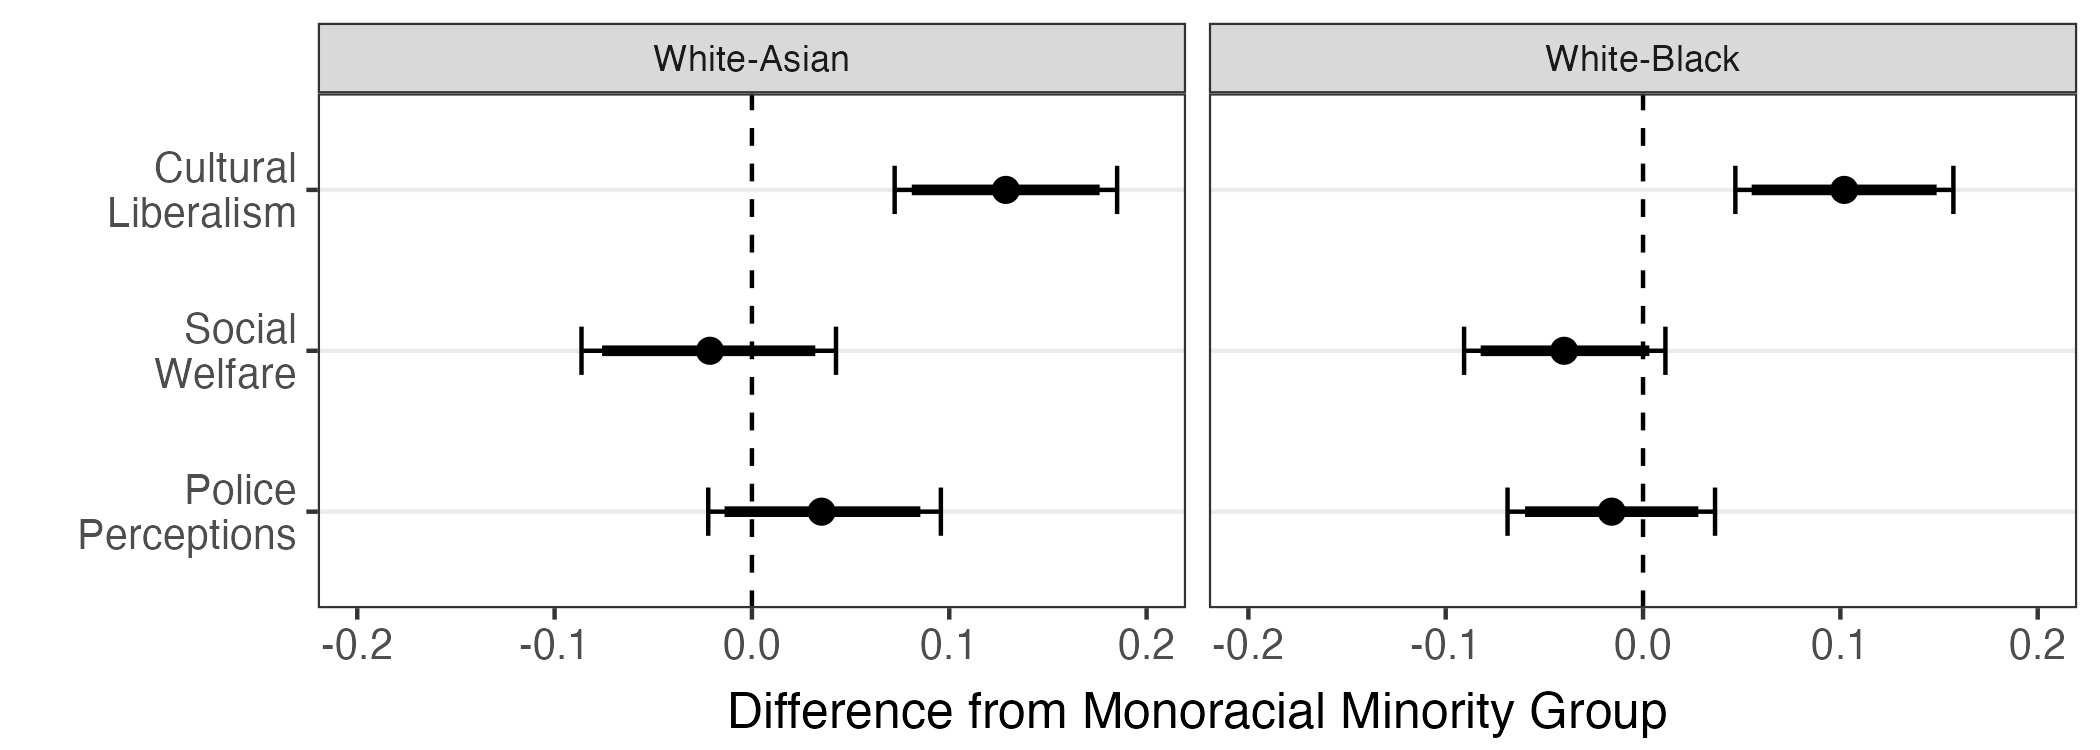 White-Asian
White-Black
Cultural
Liberalism
Social
Welfare
Police
Perceptions
-0.2 -0.1 0.0 0.1 0.2
-0.2 -0.1 0.0 0.1 0.2
Difference from Monoracial Minority Group